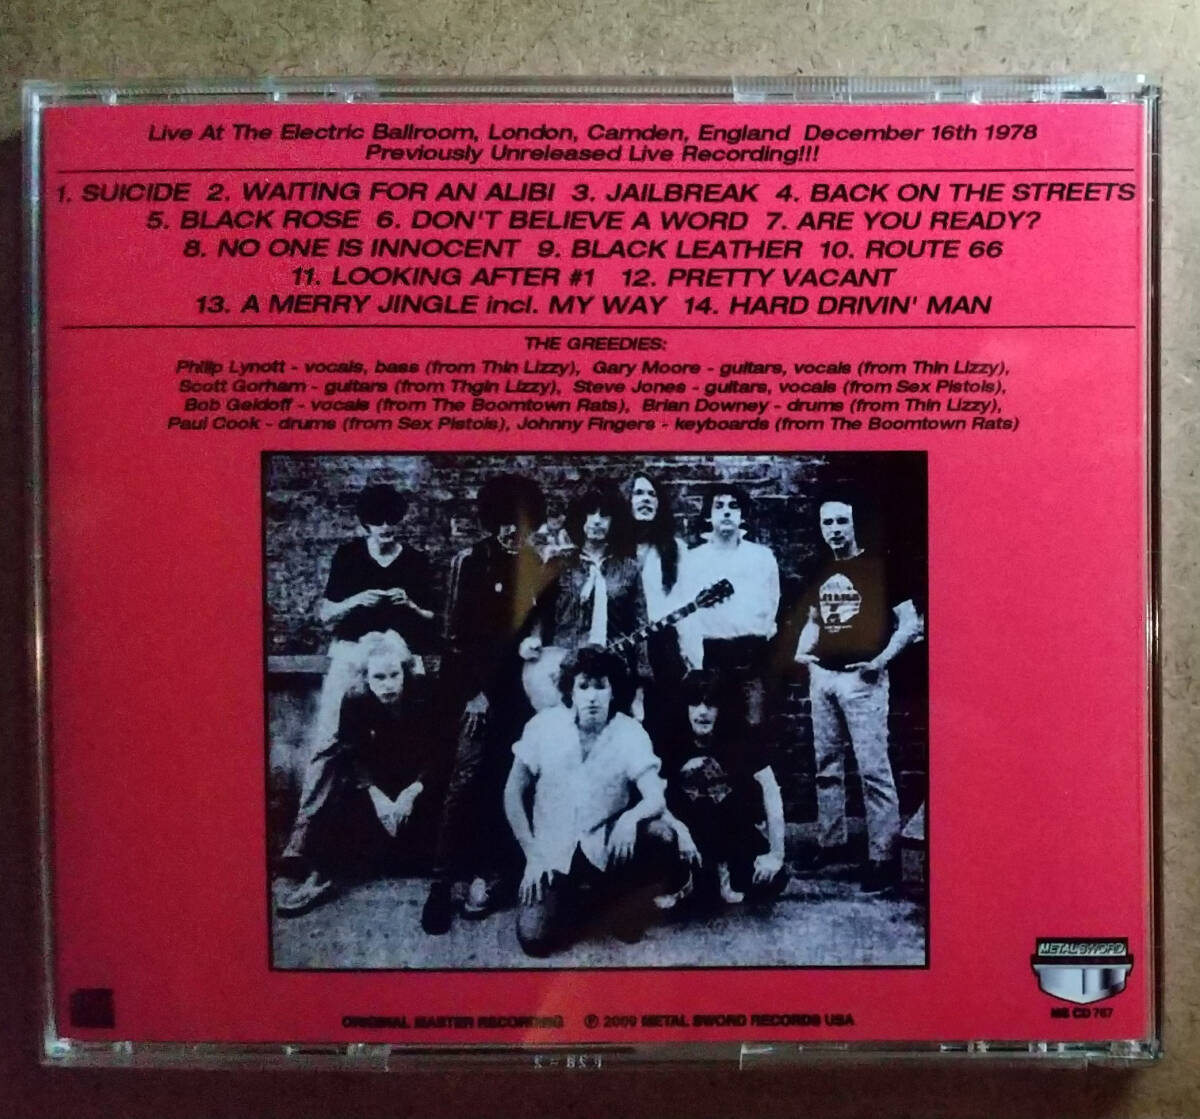 Live At The Electric Ballroom, London, Camden, England December 16th 1978
Previously Unreleased Live Recording!!!
1. SUICIDE 2. WAITING FOR AN ALIBI 3. JAILBREAK 4. BACK ON THE STREETS
5. BLACK ROSE 6. DON'T BELIEVE A WORD 7. ARE YOU READY?
8. NO ONE IS INNOCENT 9. BLACK LEATHER 10. ROUTE 66
11. LOOKING AFTER #1 12. PRETTY VACANT
13. A MERRY JINGLE incl. MY WAY 14. HARD DRIVIN' MAN
THE GREEDIES:
Philip Lynott - vocals, bass (from Thin Lizzy), Gary Moore - guitars, vocals (from Thin Lizzy),
Scott Gorham - guitars (from Thgin Lizzy), Steve Jones - guitars, vocals (from Sex Pistols),
Bob Geldoff - vocals (from The Boomtown Rats), Brian Downey - drums (from Thin Lizzy),
Paul Cook - drums (from Sex Pistols), Johnny Fingers - keyboards (from The Boomtown Rats)
METAL SWORD
MS CD 767
ORIGINAL MASTER RECORDING ℗ 2009 METAL SWORD RECORDS USA